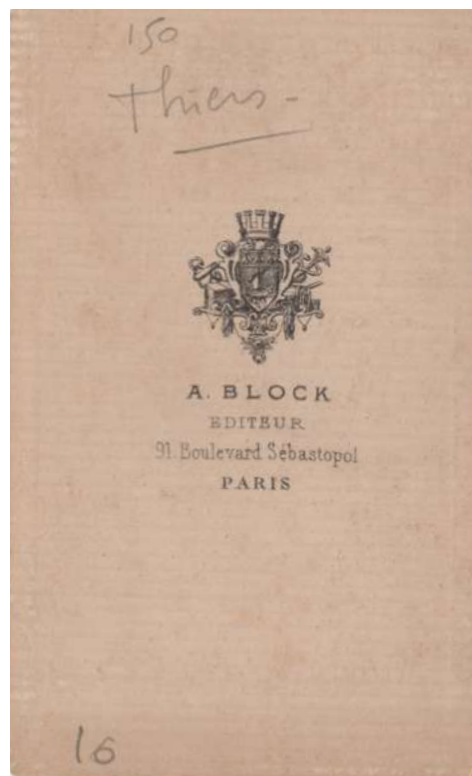 150
Thiers -
A. BLOCK
EDITEUR
91. Boulevard Sébastopol
PARIS
16